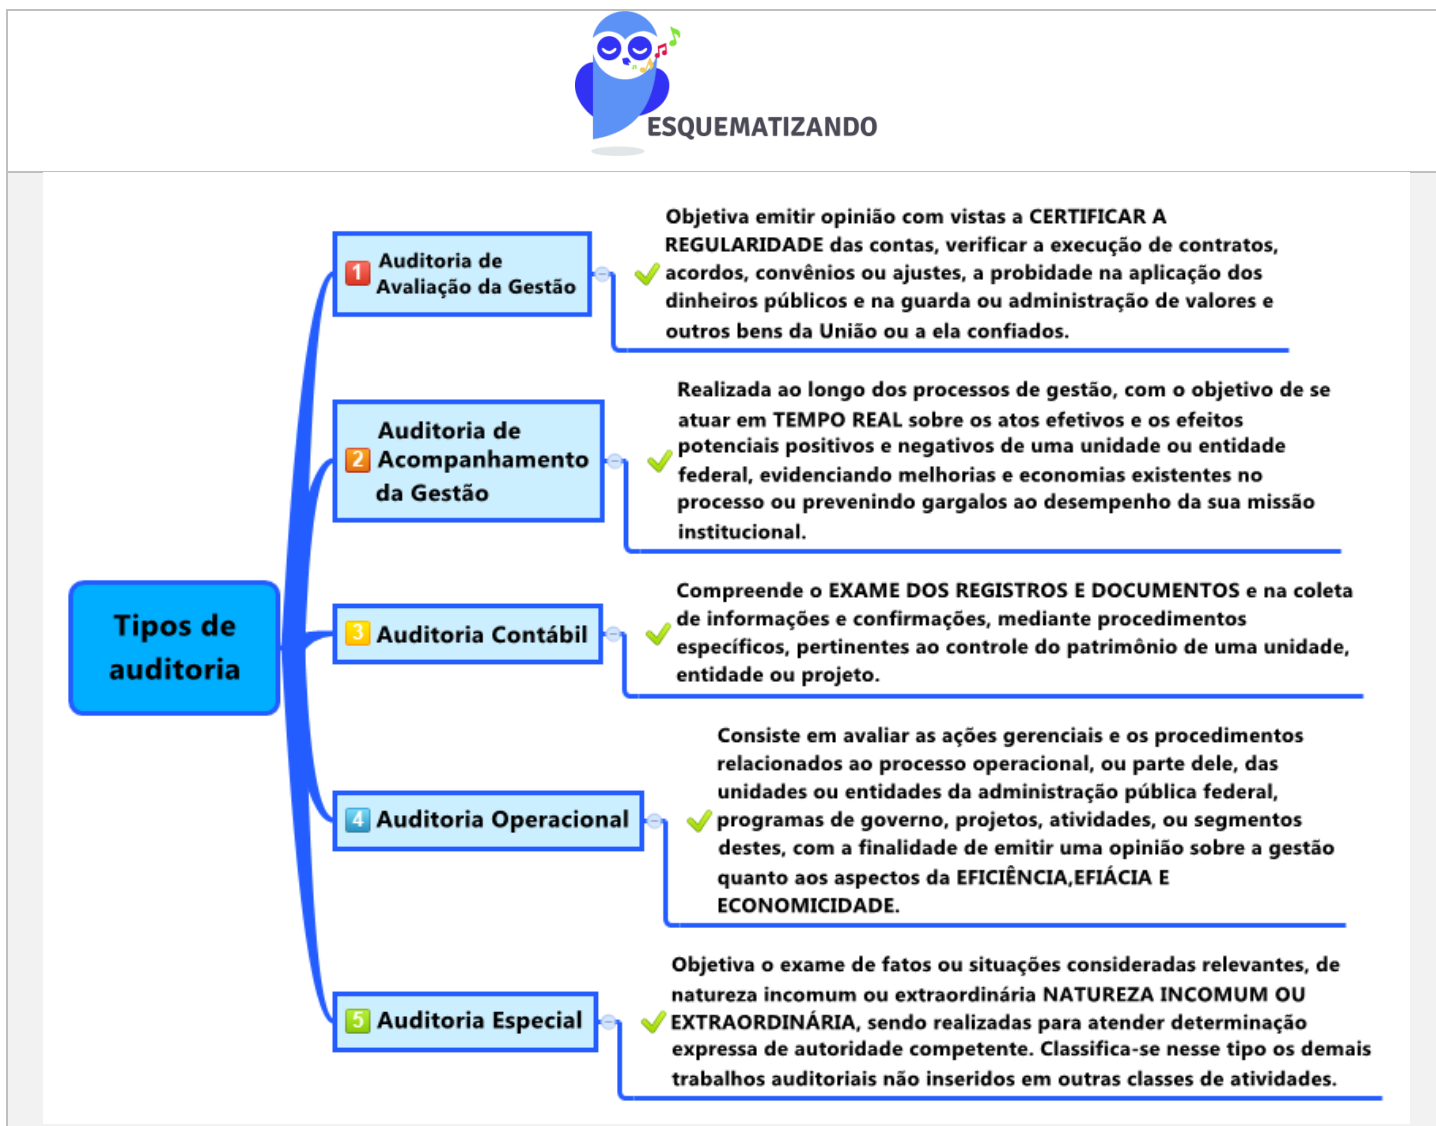 ESQUEMATIZANDO
Tipos de
auditoria
1 Auditoria de
Avaliação da Gestão
Objetiva emitir opinião com vistas a CERTIFICAR A
REGULARIDADE das contas, verificar a execução de contratos,
acordos, convênios ou ajustes, a probidade na aplicação dos
dinheiros públicos e na guarda ou administração de valores e
outros bens da União ou a ela confiados.
2 Auditoria de
Acompanhamento
da Gestão
Realizada ao longo dos processos de gestão, com o objetivo de se
atuar em TEMPO REAL sobre os atos efetivos e os efeitos
potenciais positivos e negativos de uma unidade ou entidade
federal, evidenciando melhorias e economias existentes no
processo ou prevenindo gargalos ao desempenho da sua missão
institucional.
3 Auditoria Contábil
Compreende o EXAME DOS REGISTROS E DOCUMENTOS e na coleta
de informações e confirmações, mediante procedimentos
específicos, pertinentes ao controle do patrimônio de uma unidade,
entidade ou projeto.
4 Auditoria Operacional
Consiste em avaliar as ações gerenciais e os procedimentos
relacionados ao processo operacional, ou parte dele, das
unidades ou entidades da administração pública federal,
programas de governo, projetos, atividades, ou segmentos
destes, com a finalidade de emitir uma opinião sobre a gestão
quanto aos aspectos da EFICIÊNCIA,EFIÁCIA E
ECONOMICIDADE.
5 Auditoria Especial
Objetiva o exame de fatos ou situações consideradas relevantes, de
natureza incomum ou extraordinária NATUREZA INCOMUM OU
EXTRAORDINÁRIA, sendo realizadas para atender determinação
expressa de autoridade competente. Classifica-se nesse tipo os demais
trabalhos auditoriais não inseridos em outras classes de atividades.